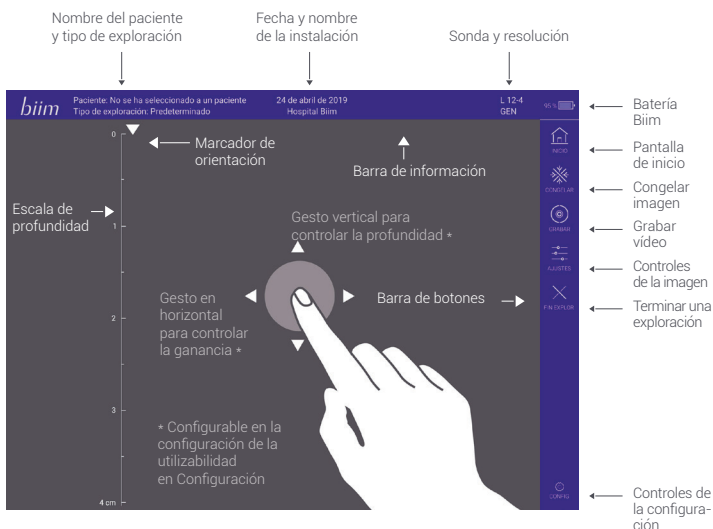 Nombre del paciente
y tipo de exploración
Fecha y nombre
de la instalación
Sonda y resolución
biim
Paciente: No se ha seleccionado a un paciente
Tipo de exploración: Predeterminado
24 de abril de 2019
Hospital Biim
L 12-4
GEN
95 %
Batería
Biim
0
Marcador de
orientación
Barra de información
INICIO
Pantalla
de inicio
CONGELAR
Congelar
imagen
Escala de
profundidad
1
Gesto vertical para
controlar la profundidad *
GRABAR
Grabar
vídeo
AJUSTES
Controles
de la imagen
Gesto en
horizontal
para controlar
la ganancia *
Barra de botones
FIN EXPLOR
Terminar una
exploración
2
3
* Configurable en la
configuración de la
utilizabilidad
en Configuración
4 cm
CONFIG
Controles de
la configura-
ción